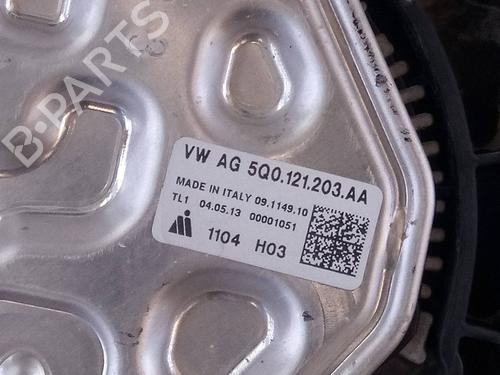 B-PARTS
VW AG 5Q0.121.203.AA
MADE IN ITALY 09.1149.10
TL1 04.05.13 00001051
1104 H03